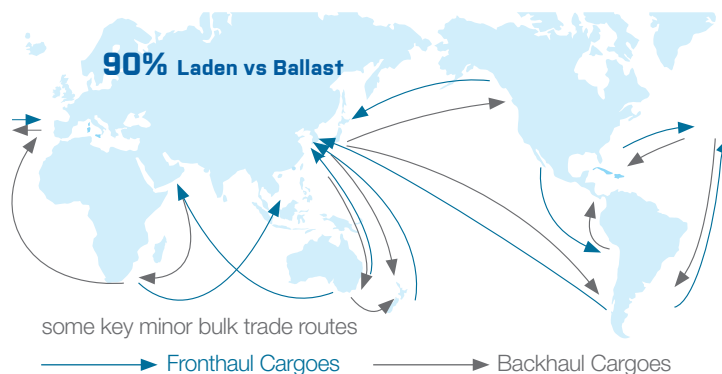 90% Laden vs Ballast
some key minor bulk trade routes
Fronthaul Cargoes
Backhaul Cargoes